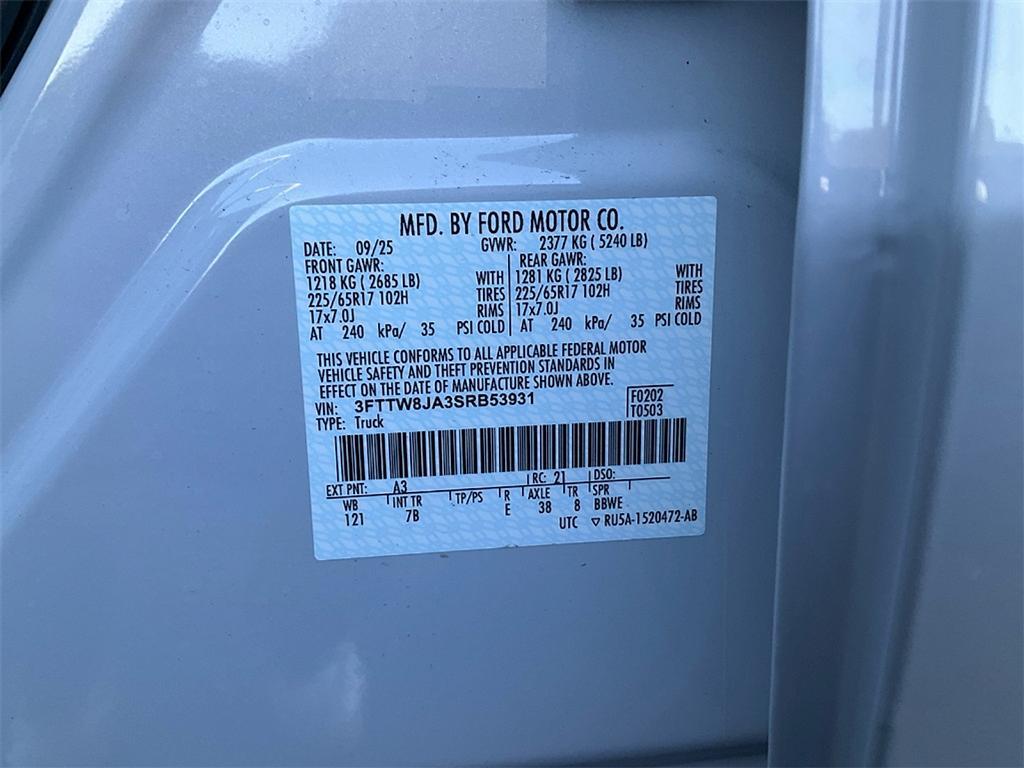 MFD. BY FORD MOTOR CO.
DATE: 09/25 GVWR: 2377 KG ( 5240 LB)
FRONT GAWR: REAR GAWR:
1218 KG ( 2685 LB) WITH 1281 KG ( 2825 LB) WITH
225/65R17 102H TIRES 225/65R17 102H TIRES
17x7.0J RIMS 17x7.0J RIMS
AT 240 kPa/ 35 PSI COLD AT 240 kPa/ 35 PSI COLD
THIS VEHICLE CONFORMS TO ALL APPLICABLE FEDERAL MOTOR
VEHICLE SAFETY AND THEFT PREVENTION STANDARDS IN
EFFECT ON THE DATE OF MANUFACTURE SHOWN ABOVE.
VIN: 3FTTW8JA3SRB53931 F0202
TYPE: Truck T0503
EXT PNT: A3 RC: 21 DSO:
WB INT TR TP/PS R AXLE TR SPR
121 7B E 38 8 BBWE
UTC ▽ RU5A-1520472-AB